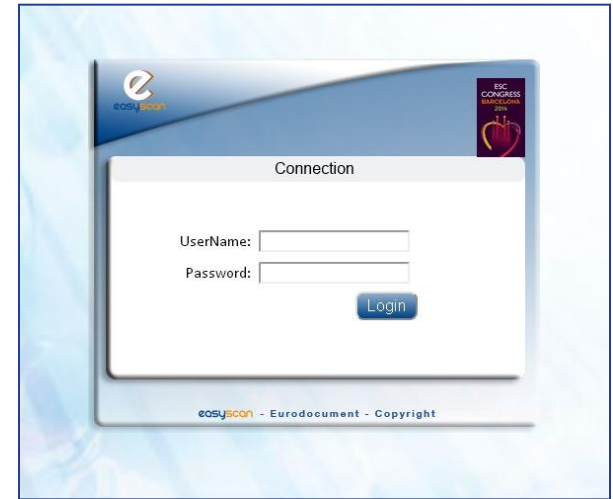 easyscan
ESC
CONGRESS
BARCELONA
2014
Connection
UserName:
Password:
Login
easyscan - Eurodocument - Copyright